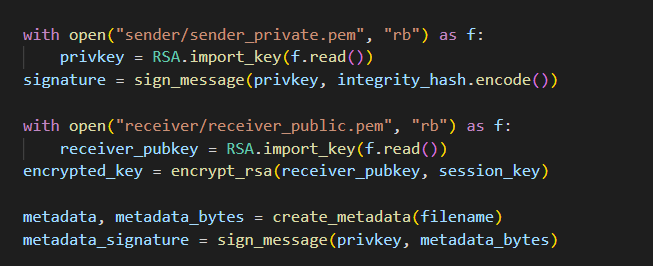 with open("sender/sender_private.pem", "rb") as f:
    privkey = RSA.import_key(f.read())
signature = sign_message(privkey, integrity_hash.encode())

with open("receiver/receiver_public.pem", "rb") as f:
    receiver_pubkey = RSA.import_key(f.read())
encrypted_key = encrypt_rsa(receiver_pubkey, session_key)

metadata, metadata_bytes = create_metadata(filename)
metadata_signature = sign_message(privkey, metadata_bytes)